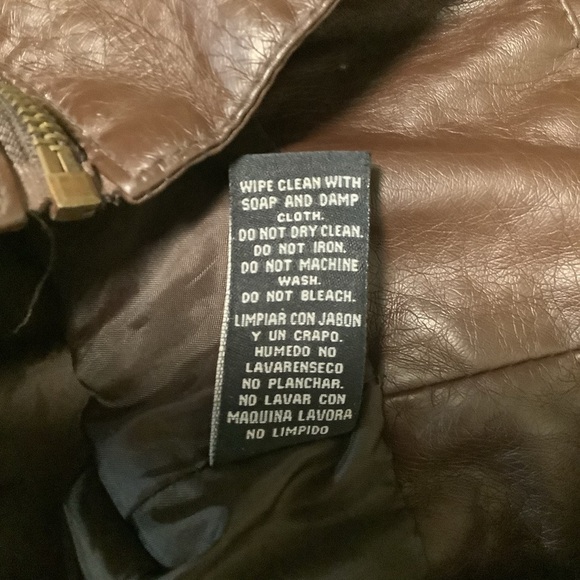 WIPE CLEAN WITH
SOAP AND DAMP
CLOTH.
DO NOT DRY CLEAN.
DO NOT IRON.
DO NOT MACHINE
WASH.
DO NOT BLEACH.
LIMPIAR CON JABON
Y UN CRAPO.
HUMEDO NO
LAVARENSECO
NO PLANCHAR.
NO LAVAR CON
MAQUINA LAVORA
NO LIMPIDO